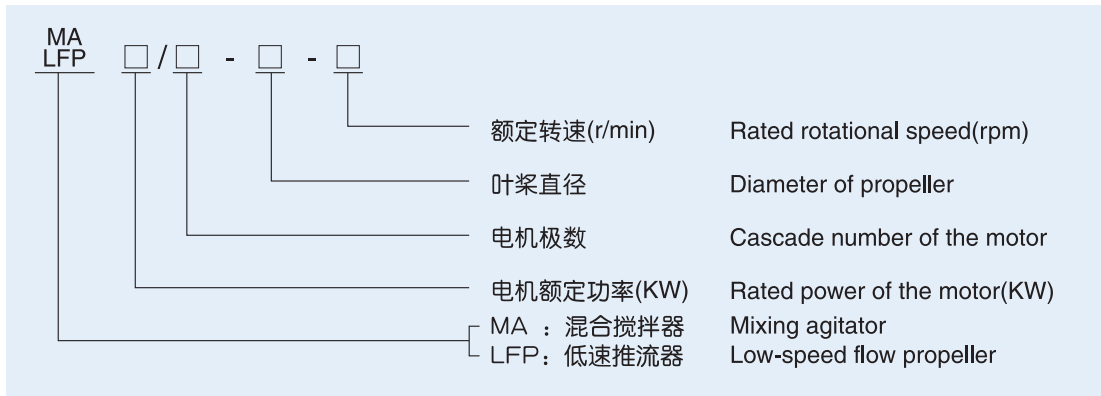 MA
LFP □/□ - □ - □
额定转速(r/min) Rated rotational speed(rpm)
叶桨直径 Diameter of propeller
电机极数 Cascade number of the motor
电机额定功率(KW) Rated power of the motor(KW)
MA ：混合搅拌器 Mixing agitator
LFP：低速推流器 Low-speed flow propeller